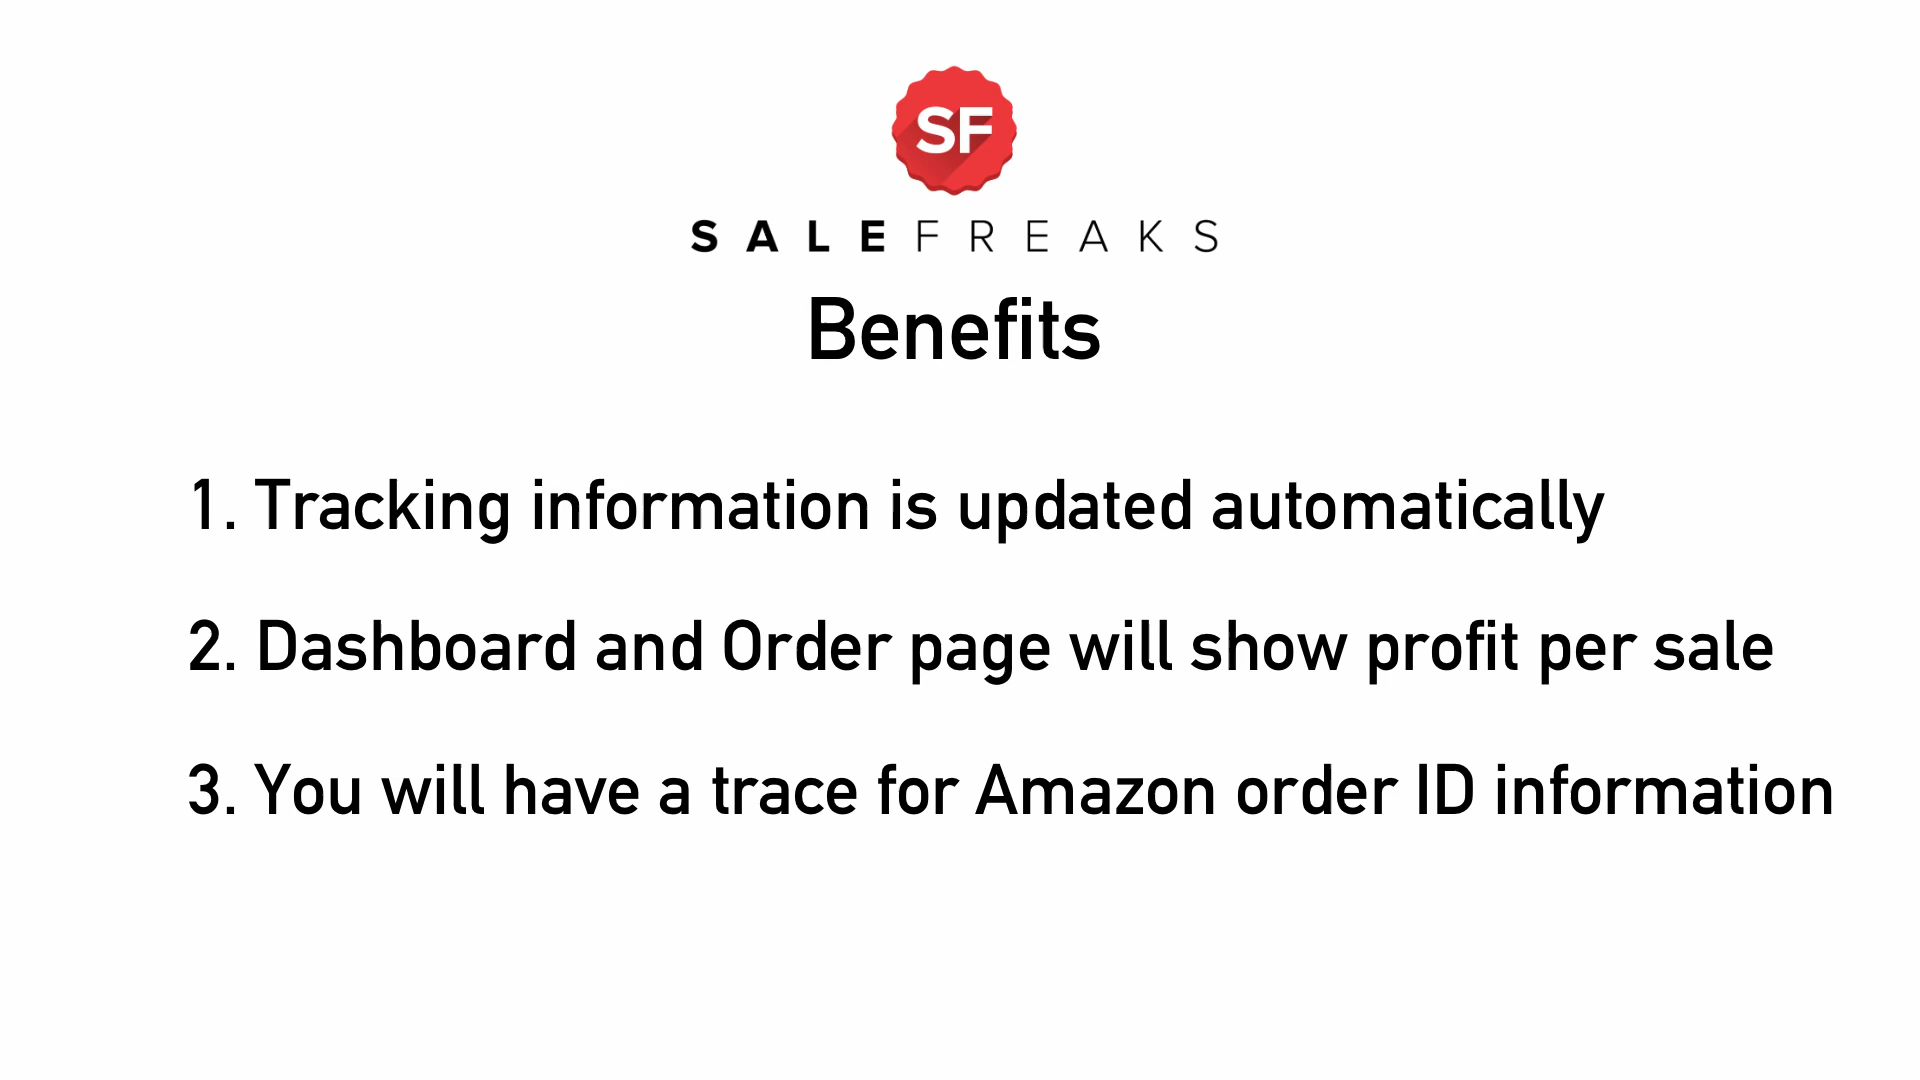 SF
SALEFREAKS
Benefits
1. Tracking information is updated automatically
2. Dashboard and Order page will show profit per sale
3. You will have a trace for Amazon order ID information